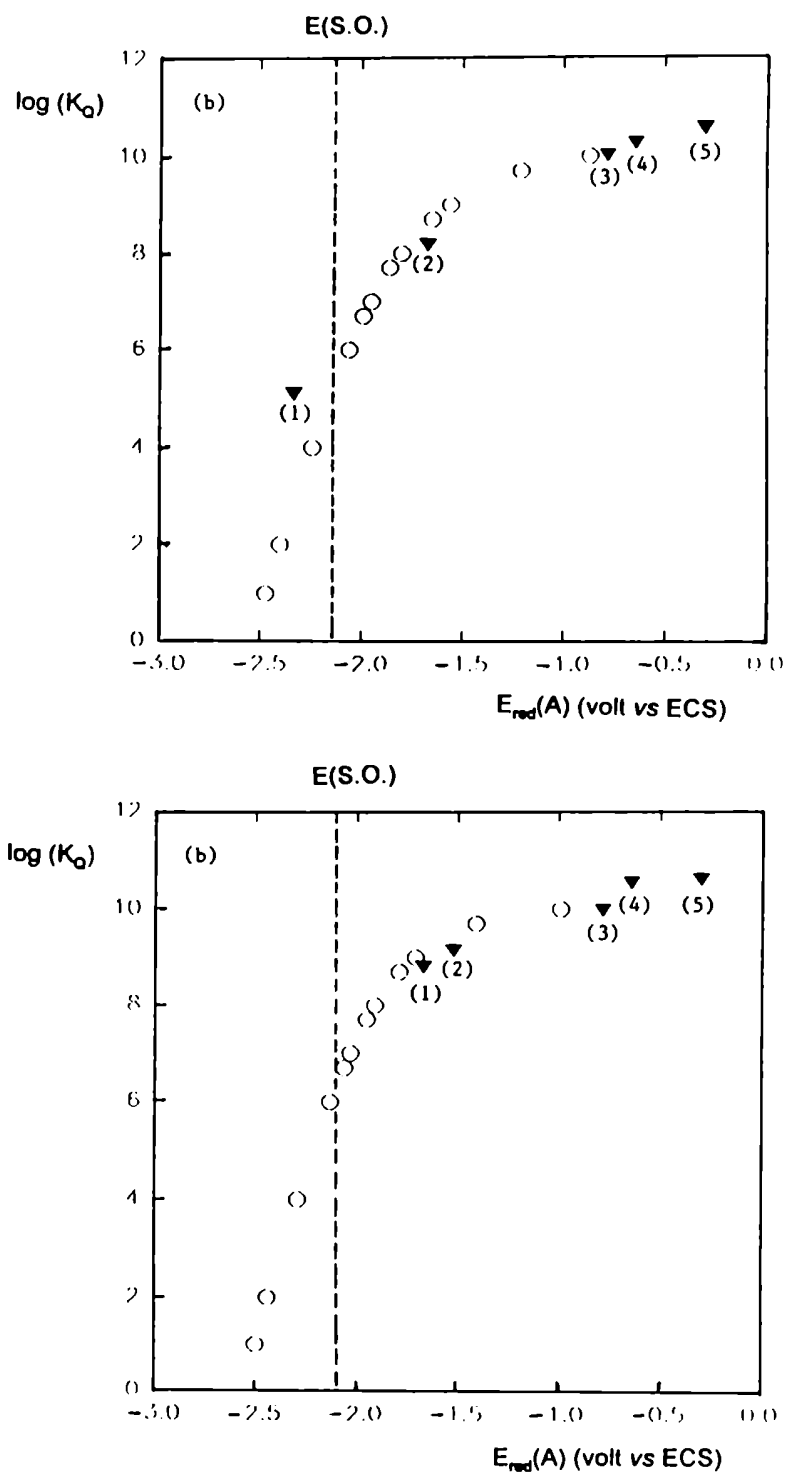 E(S.O.)
12
log (K_Q)
(b)
10
(3) (4) (5)
8
(2)
6
(1)
4
2
0
-3.0 -2.5 -2.0 -1.5 -1.0 -0.5 0.0
E_red(A) (volt vs ECS)
E(S.O.)
12
log (K_Q)
(b)
10
(3) (4) (5)
(1) (2)
8
6
4
2
0
-3.0 -2.5 -2.0 -1.5 -1.0 -0.5 0.0
E_red(A) (volt vs ECS)